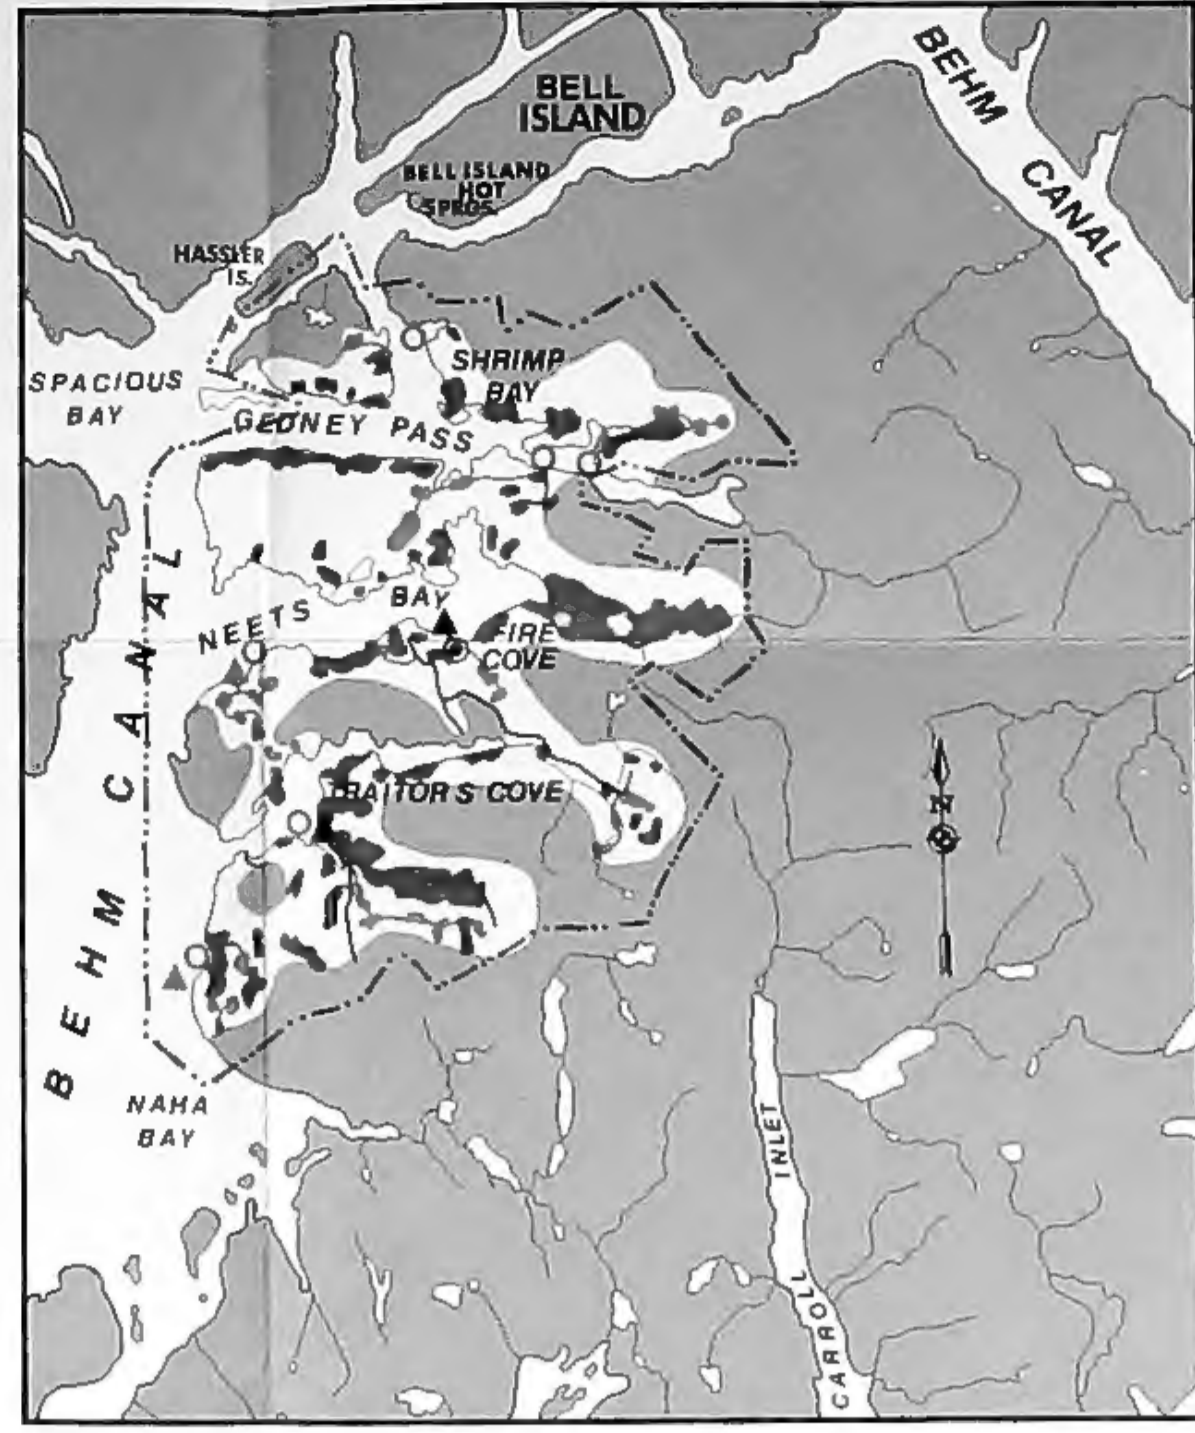 BELL
ISLAND
BEHM
CANAL
BELL ISLAND
HOT
SPRGS.
HASSLER
IS.
SPACIOUS
BAY
SHRIMP
BAY
GEDNEY PASS
NEETS BAY
FIRE
COVE
TRAITORS COVE
N
BEHM CANAL
NAHA
BAY
CARROLL INLET